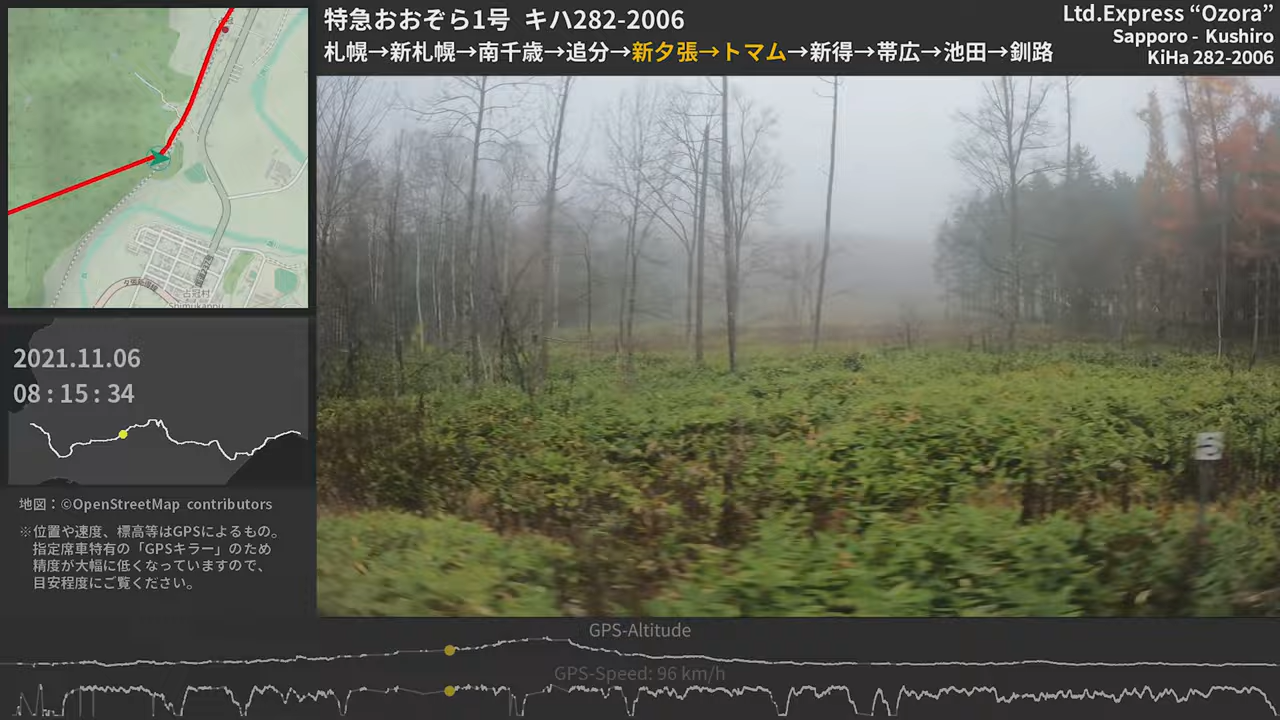 特急おおぞら1号 キハ282-2006
札幌→新札幌→南千歳→追分→新夕張→トマム→新得→帯広→池田→釧路
Ltd.Express “Ozora”
Sapporo - Kushiro
KiHa 282-2006
占冠村
2021.11.06
08:15:34
地図：©OpenStreetMap contributors
※位置や速度、標高等はGPSによるもの。
指定席車特有の「GPSキラー」のため
精度が大幅に低くなっていますので、
目安程度にご覧ください。
5
GPS-Altitude
GPS-Speed: 96 km/h